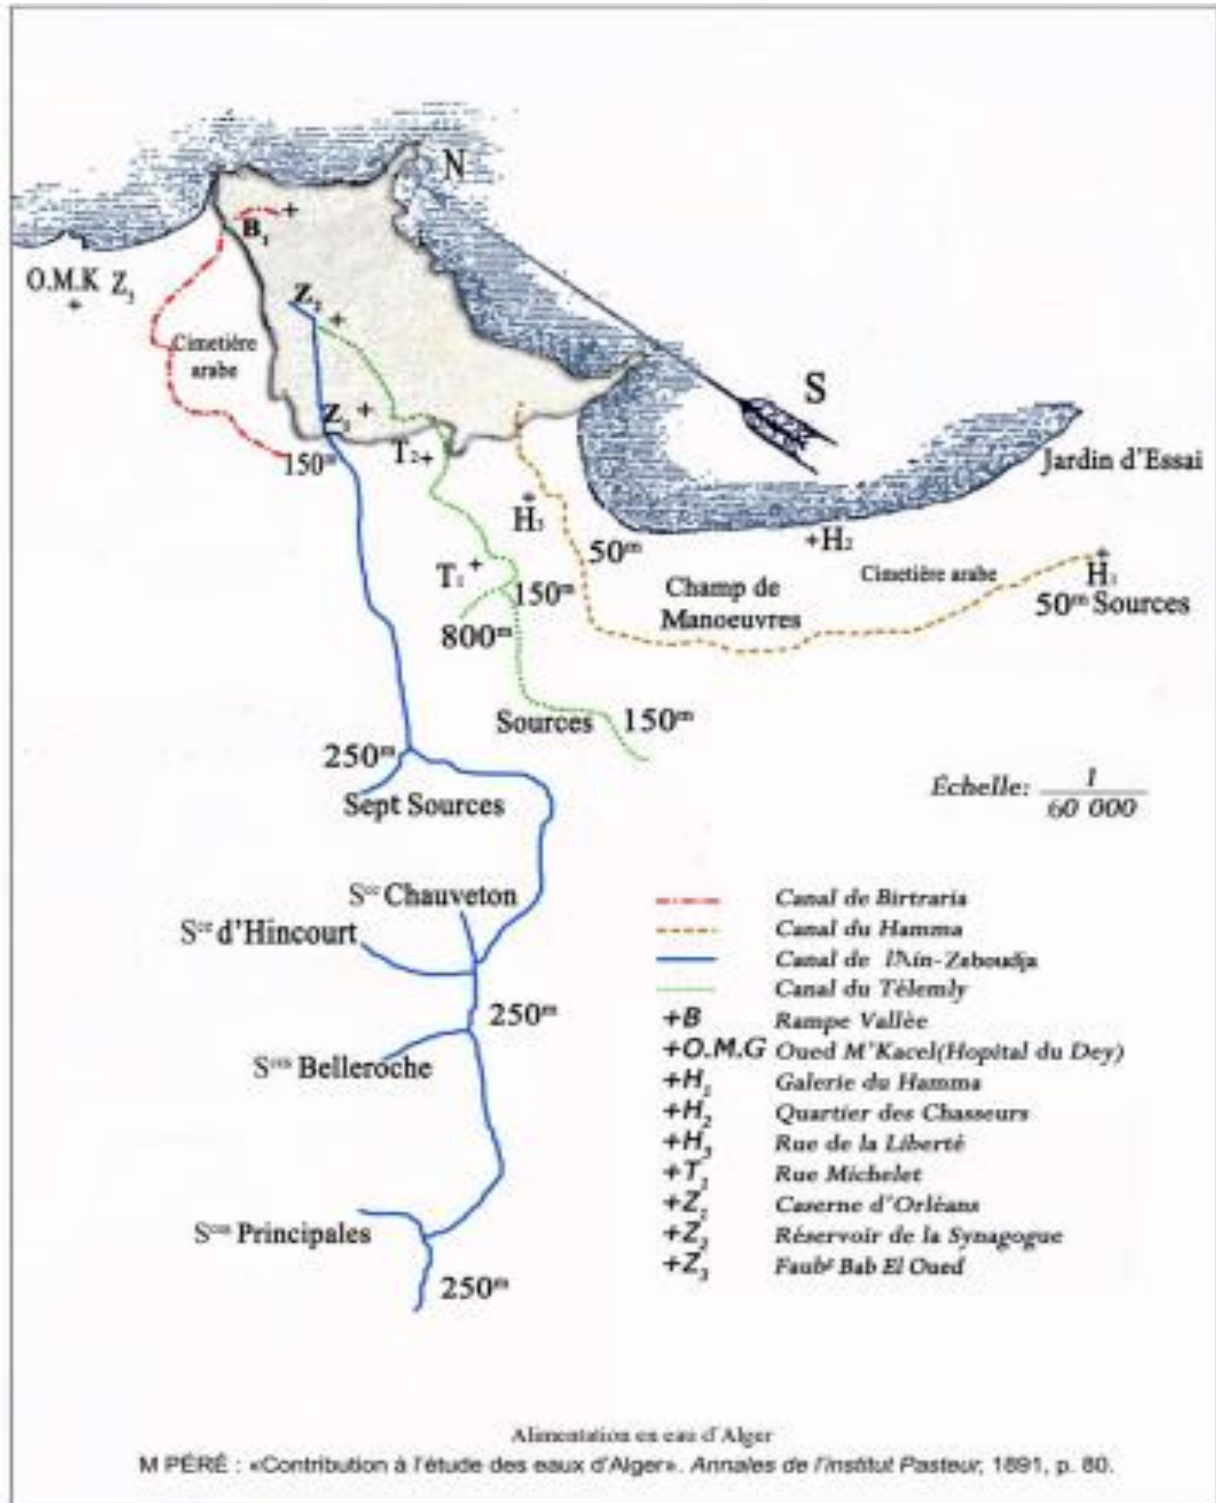 N
B₁
O.M.K Z₃
Z₂
Cimetière
arabe
S
Z₁
T₂
150ᵐ
Jardin d'Essai
H₃
50ᵐ
H₂
T₁
150ᵐ
Cimetière arabe
H₁
Champ de
Manoeuvres
50ᵐ Sources
800ᵐ
Sources 150ᵐ
250ᵐ
Sept Sources
Échelle: 1
60 000
Sᶜᵉ Chauveton
Sᶜᵉ d'Hincourt
250ᵐ
Sᶜᵉˢ Belleroche
Sᶜᵉˢ Principales
250ᵐ
Canal de Birtraria
Canal du Hamma
Canal de l'Aïn-Zeboudja
Canal du Télemly
+B Rampe Vallèe
+O.M.G Oued M'Kacel(Hopital du Dey)
+H₁ Galerie du Hamma
+H₂ Quartier des Chasseurs
+H₃ Rue de la Liberté
+T₁ Rue Michelet
+Z₁ Caserne d'Orléans
+Z₂ Réservoir de la Synagogue
+Z₃ Faubᵍ Bab El Oued
Alimentation en eau d'Alger
M PÉRÉ : «Contribution à l'étude des eaux d'Alger». Annales de l'Institut Pasteur, 1891, p. 80.